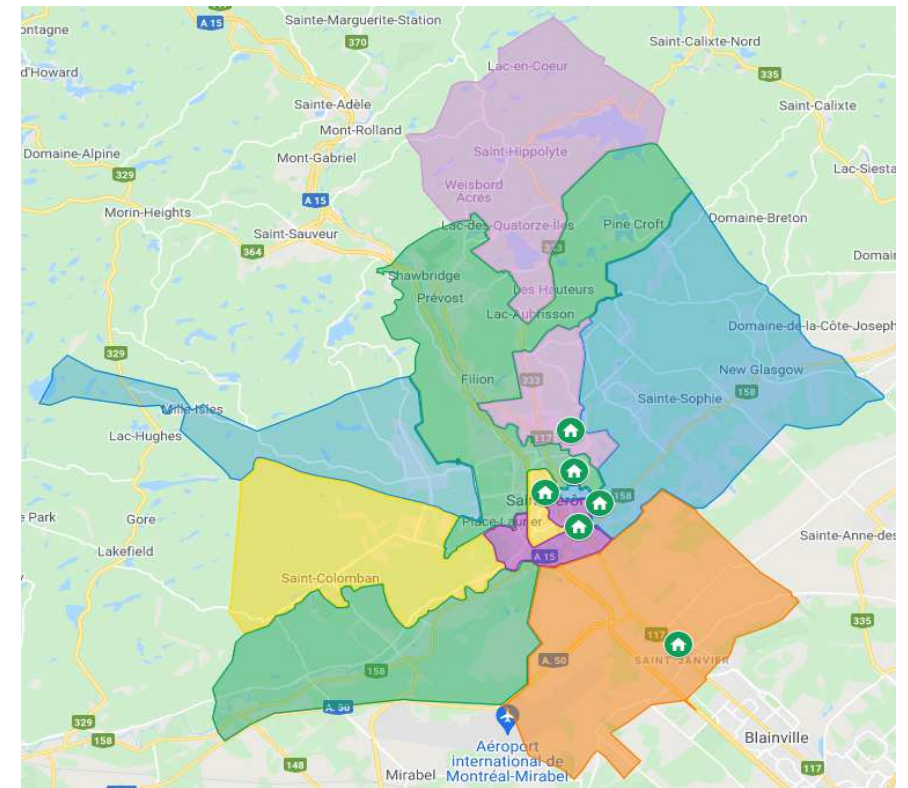 Sainte-Marguerite-Station
A 15
ontagne
370
Saint-Calixte-Nord
Lac-en-Coeur
d'Howard
335
Sainte-Adèle
Saint-Calixte
Mont-Rolland
Domaine-Alpine
Mont-Gabriel
Saint-Hippolyte
329
Lac-Siesta
Weisbord
Acres
A 15
Morin-Heights
Lac-des-Quatorze-Îles
Pine Croft
Domaine-Breton
Saint-Sauveur
364
Domai
Shawbridge
Prévost
Les Hauteurs
Lac-Aubrisson
Domaine-de-la-Côte-Joseph
329
Filion
333
New Glasgow
158
Sainte-Sophie
Mille-Isles
Lac-Hughes
117
158
e Park
Gore
Place-Laurier
Sainte-Anne-des
Lakefield
A 15
Saint-Colomban
335
117
A. 50
SAINT-JANVIER
158
A. 50
329
158
Aéroport
international de
Montréal-Mirabel
Blainville
148
Mirabel
117